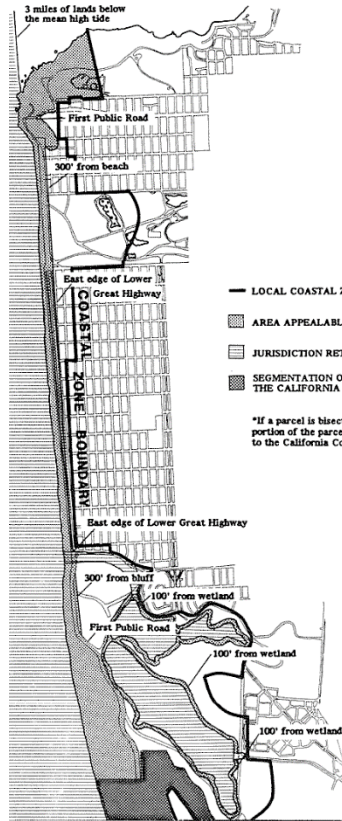 3 miles of lands below
the mean high tide
First Public Road
300' from beach
East edge of Lower
Great Highway
COASTAL ZONE BOUNDARY
LOCAL COASTAL
AREA APPEALABL
JURISDICTION RET
SEGMENTATION O
THE CALIFORNIA
*If a parcel is bisec
portion of the parce
to the California Co
East edge of Lower Great Highway
300' from bluff
100' from wetland
First Public Road
100' from wetland
100' from wetland